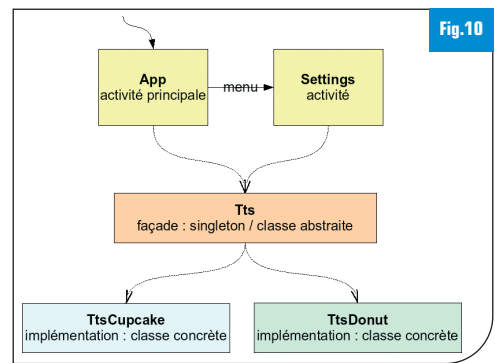 Fig.10
App
activité principale
menu
Settings
activité
Tts
façade : singleton / classe abstraite
TtsCupcake
implémentation : classe concrète
TtsDonut
implémentation : classe concrète